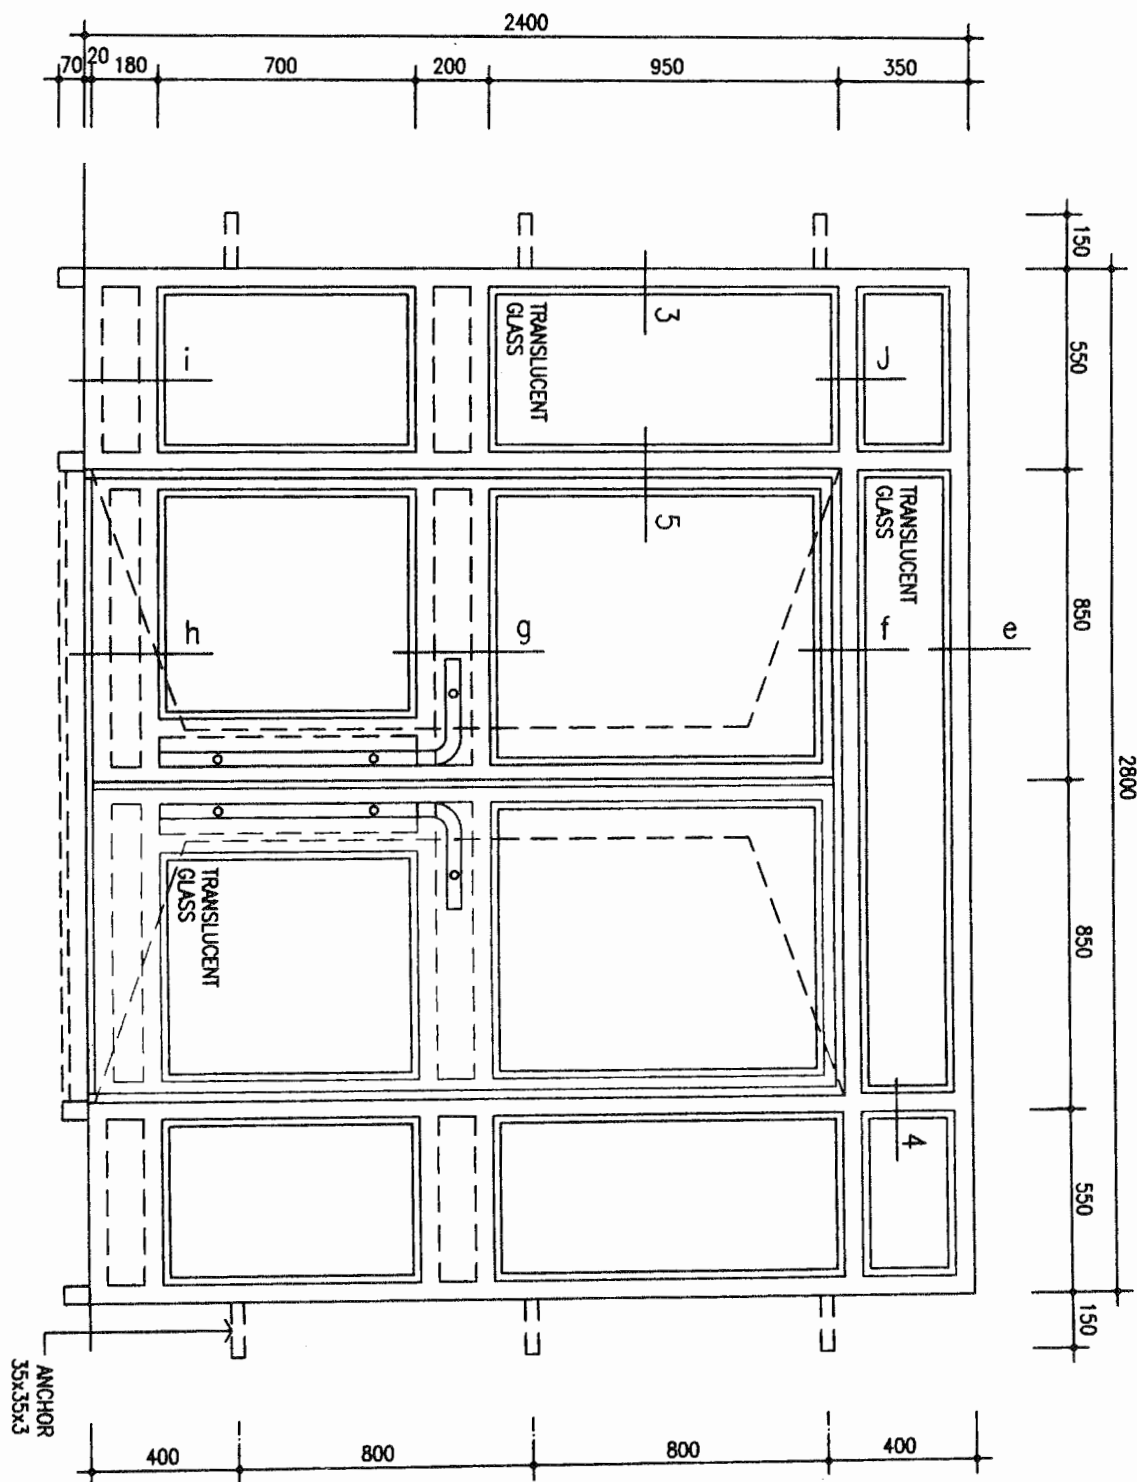 2400
70
20
180
700
200
950
350
150
550
850
850
550
150
2800
3
TRANSLUCENT
GLASS
i
J
5
TRANSLUCENT
GLASS
h
g
f
e
TRANSLUCENT
GLASS
4
ANCHOR
35x35x3
400
800
800
400